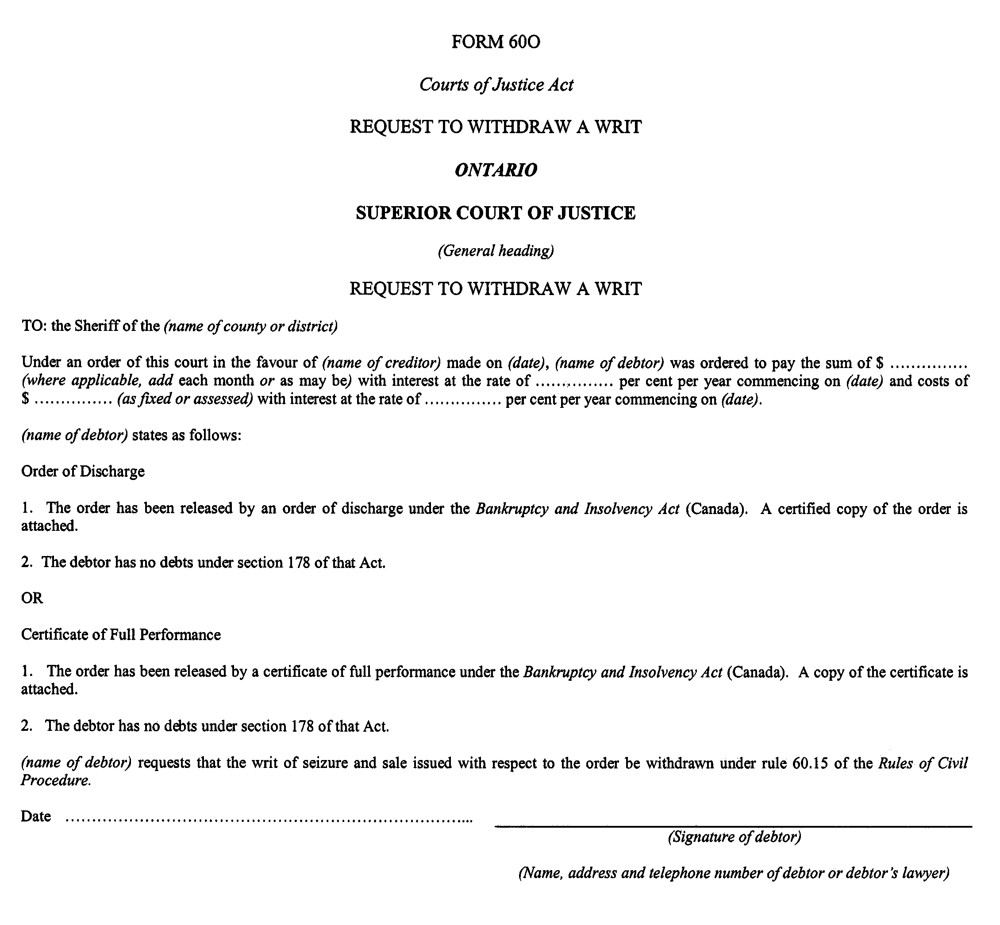 FORM 60O
Courts of Justice Act
REQUEST TO WITHDRAW A WRIT
ONTARIO
SUPERIOR COURT OF JUSTICE
(General heading)
REQUEST TO WITHDRAW A WRIT
TO: the Sheriff of the (name of county or district)
Under an order of this court in the favour of (name of creditor) made on (date), (name of debtor) was ordered to pay the sum of $ ...............
(where applicable, add each month or as may be) with interest at the rate of ............... per cent per year commencing on (date) and costs of
$ ............... (as fixed or assessed) with interest at the rate of ............... per cent per year commencing on (date).
(name of debtor) states as follows:
Order of Discharge
1. The order has been released by an order of discharge under the Bankruptcy and Insolvency Act (Canada). A certified copy of the order is
attached.
2. The debtor has no debts under section 178 of that Act.
OR
Certificate of Full Performance
1. The order has been released by a certificate of full performance under the Bankruptcy and Insolvency Act (Canada). A copy of the certificate is
attached.
2. The debtor has no debts under section 178 of that Act.
(name of debtor) requests that the writ of seizure and sale issued with respect to the order be withdrawn under rule 60.15 of the Rules of Civil
Procedure.
Date ...............................................................................
(Signature of debtor)
(Name, address and telephone number of debtor or debtor's lawyer)